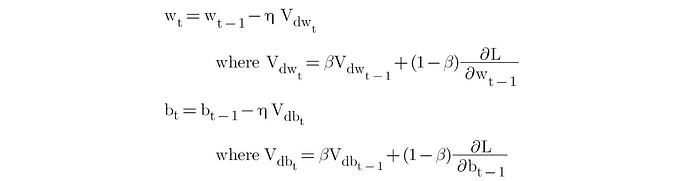 w_t = w_{t-1} - η V_{dw_t}
where V_{dw_t} = βV_{dw_{t-1}} + (1-β) ∂L/∂w_{t-1}
b_t = b_{t-1} - η V_{db_t}
where V_{db_t} = βV_{db_{t-1}} + (1-β) ∂L/∂b_{t-1}